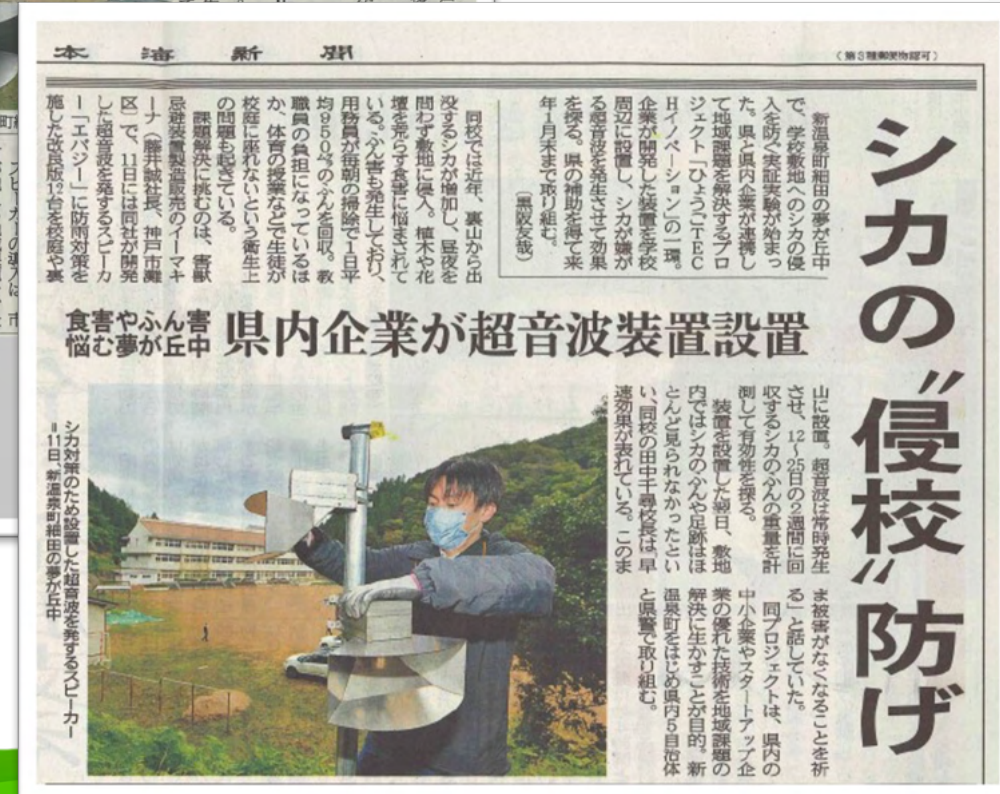 本海新聞
(第3種郵便物認可)
シカの〝侵校〟防げ
県内企業が超音波装置設置
食害やふん害
悩む夢が丘中
新温泉町細田の夢が丘中
で、学校敷地へのシカの侵
入を防ぐ実証実験が始まっ
た。県と県内企業が連携し
て地域課題を解決するプロ
ジェクト「ひょうごTEC
Hイノベーション」の一環。
企業が開発した装置を学校
周辺に設置し、シカが嫌が
る超音波を発生させて効果
を探る。県の補助を得て来
年1月末まで取り組む。
(黒阪友哉)
同校では近年、裏山から出
没するシカが増加し、昼夜を
問わず敷地に侵入。植木や花
壇を荒らす食害に悩まされて
いる。ふん害も発生しており、
用務員が毎朝の掃除で1日平
均950㌘のふんを回収。教
職員の負担になっているほ
か、体育の授業などで生徒が
校庭に座れないという衛生上
の問題も起きている。
課題解決に挑むのは、害獣
忌避装置製造販売のイーマキ
ーナ(藤井誠社長、神戸市灘
区)で、11日には同社が開発
した超音波を発するスピーカ
ー「エバジー」に防雨対策を
施した改良版12台を校庭や裏
山に設置。超音波は常時発生
させ、12~25日の2週間に回
収するシカのふんの重量を計
測して有効性を探る。
装置を設置した翌日、敷地
内ではシカのふんや足跡はほ
とんど見られなかったとい
い、同校の田中千尋校長は「早
速効果が表れている。このま
ま被害がなくなることを祈
る」と話していた。
同プロジェクトは、県内の
中小企業やスタートアップ企
業の優れた技術を地域課題の
解決に生かすことが目的。新
温泉町をはじめ県内5自治体
と県警で取り組む。
シカ対策のため設置した超音波を発するスピーカー
=11日、新温泉町細田の夢が丘中